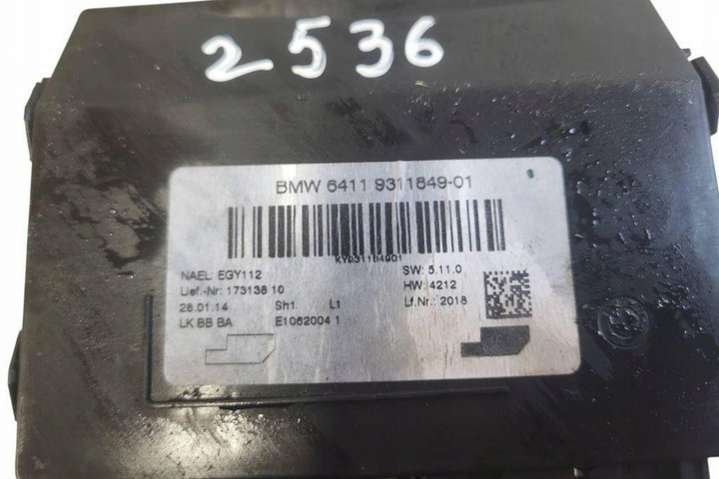 2536
BMW 6411 9311849-01
KY931184901
NAEL: EGY112
SW: 5.11.0
Lief.-Nr: 173138 10
HW: 4212
28.01.14 Sh1. L1
Lf.Nr.: 2018
LK BB BA E1062004 1